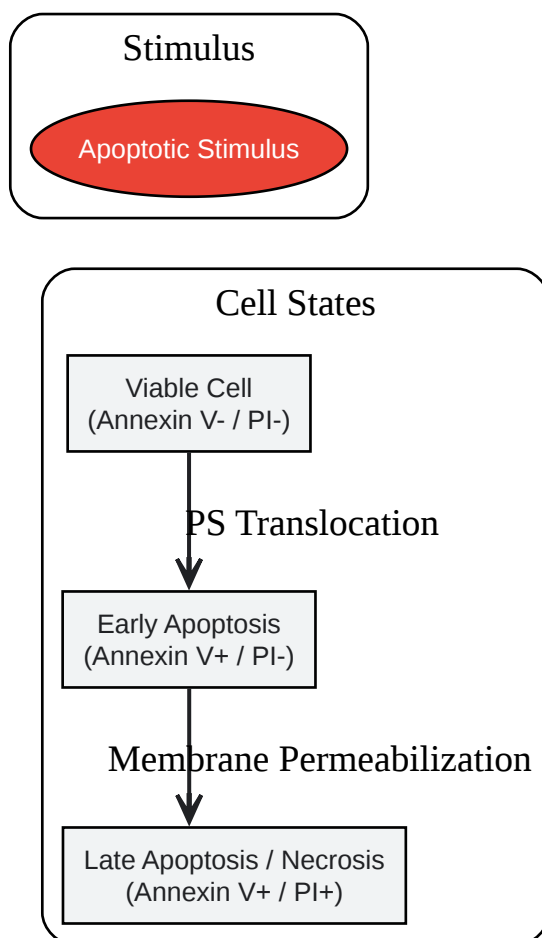 Stimulus
Apoptotic Stimulus
Cell States
Viable Cell
(Annexin V- / PI-)
PS Translocation
Early Apoptosis
(Annexin V+ / PI-)
Membrane Permeabilization
Late Apoptosis / Necrosis
(Annexin V+ / PI+)